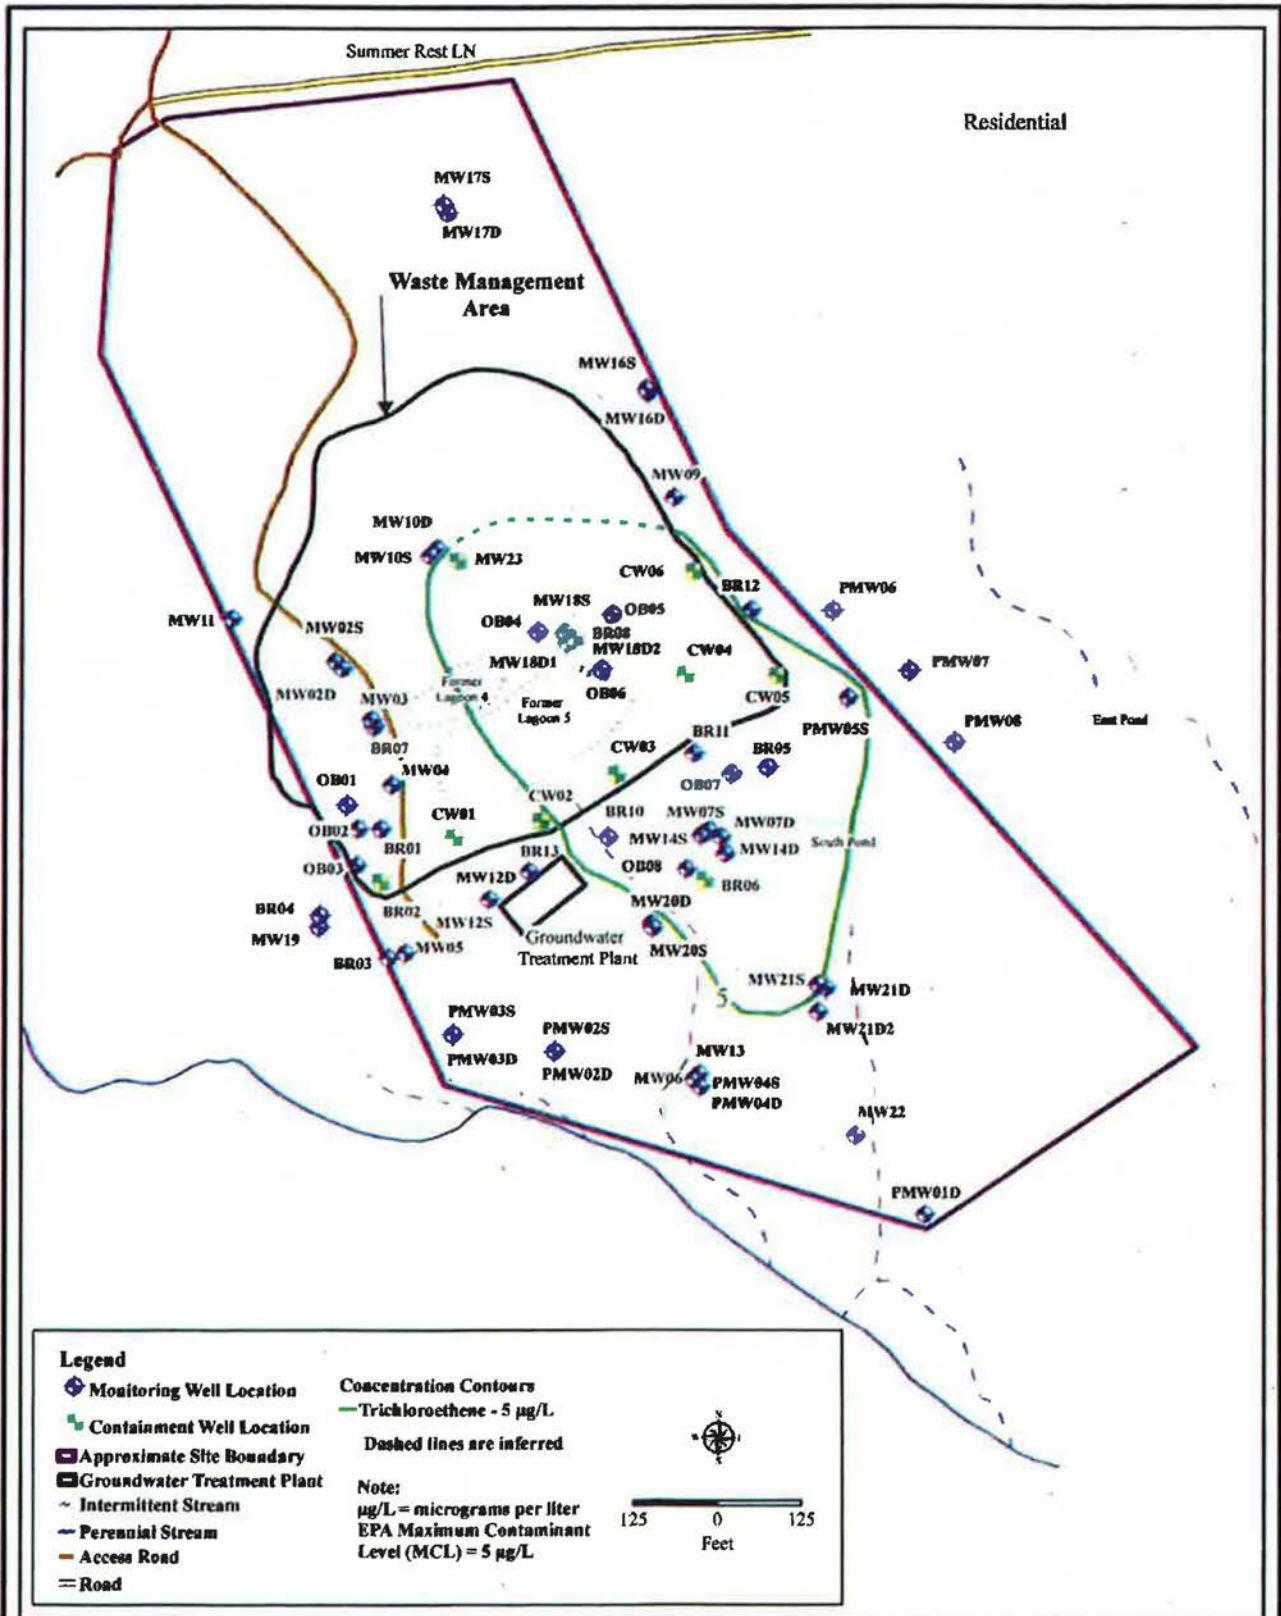 Summer Rest LN
Residential
MW17S
MW17D
Waste Management
Area
MW16S
MW16D
MW09
MW10D
MW10S
MW23
CW06
BR12
PMW06
MW18S
OB05
OB04
BR08
MW11
MW02S
MW18D1
MW18D2
CW04
PMW07
MW02D
MW03
Former
Lagoon 4
Former
Lagoon 5
OB06
CW05
PMW05S
PMW08
East Pond
BR07
BR11
BR05
MW04
CW03
OB07
OB01
CW02
CW01
BR10
MW07S
MW07D
OB02
BR01
MW14S
MW14D
South Pond
OB03
BR13
OB08
BR06
MW12D
BR02
MW12S
MW20D
BR04
MW19
MW05
Groundwater
Treatment Plant
MW20S
BR03
MW21S
MW21D
5
MW21D2
PMW03S
PMW02S
PMW03D
PMW02D
MW13
MW06
PMW04S
PMW04D
MW22
PMW01D
Legend
Monitoring Well Location
Containment Well Location
Approximate Site Boundary
Groundwater Treatment Plant
Intermittent Stream
Perennial Stream
Access Road
Road
Concentration Contours
Trichloroethene - 5 µg/L
Dashed lines are inferred
Note:
µg/L = micrograms per liter
EPA Maximum Contaminant
Level (MCL) = 5 µg/L
N
S
125 0 125
Feet